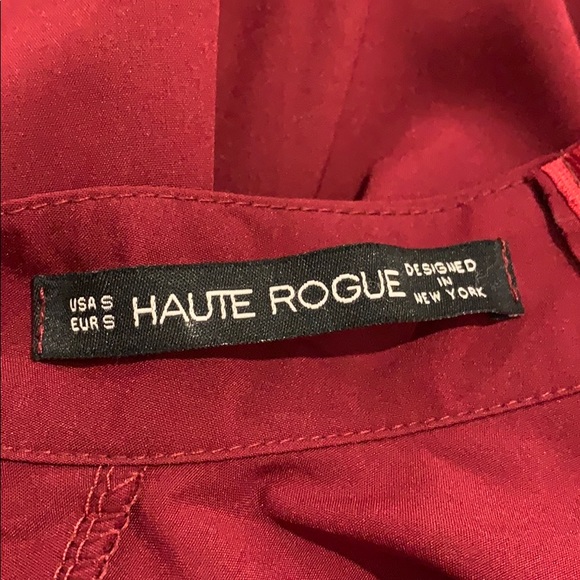 USA S
EUR S
HAUTE ROGUE
DESIGNED
IN
NEW YORK